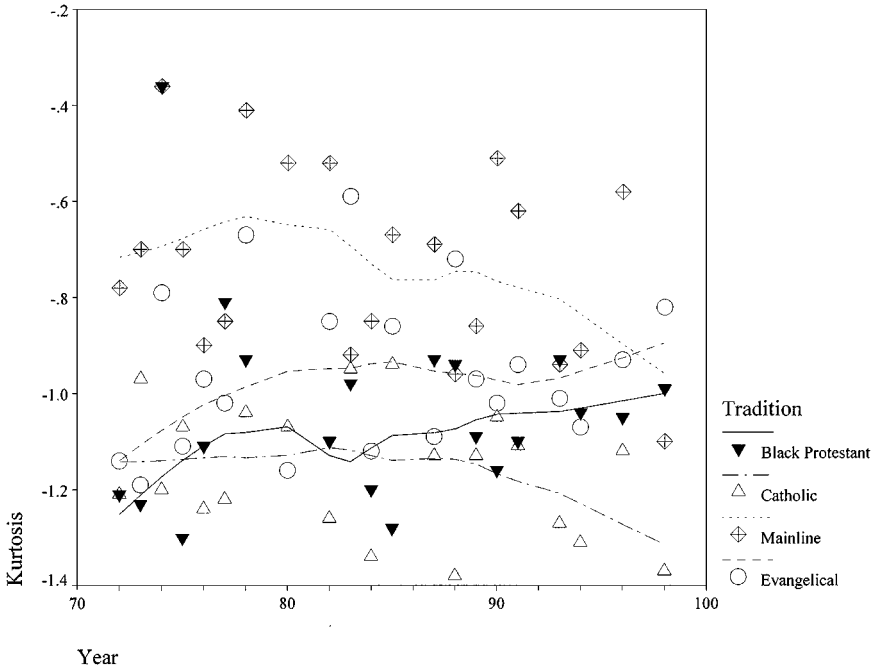 -.2
-.4
-.6
-.8
-1.0
-1.2
-1.4
Kurtosis
70
80
90
100
Year
Tradition
Black Protestant
Catholic
Mainline
Evangelical